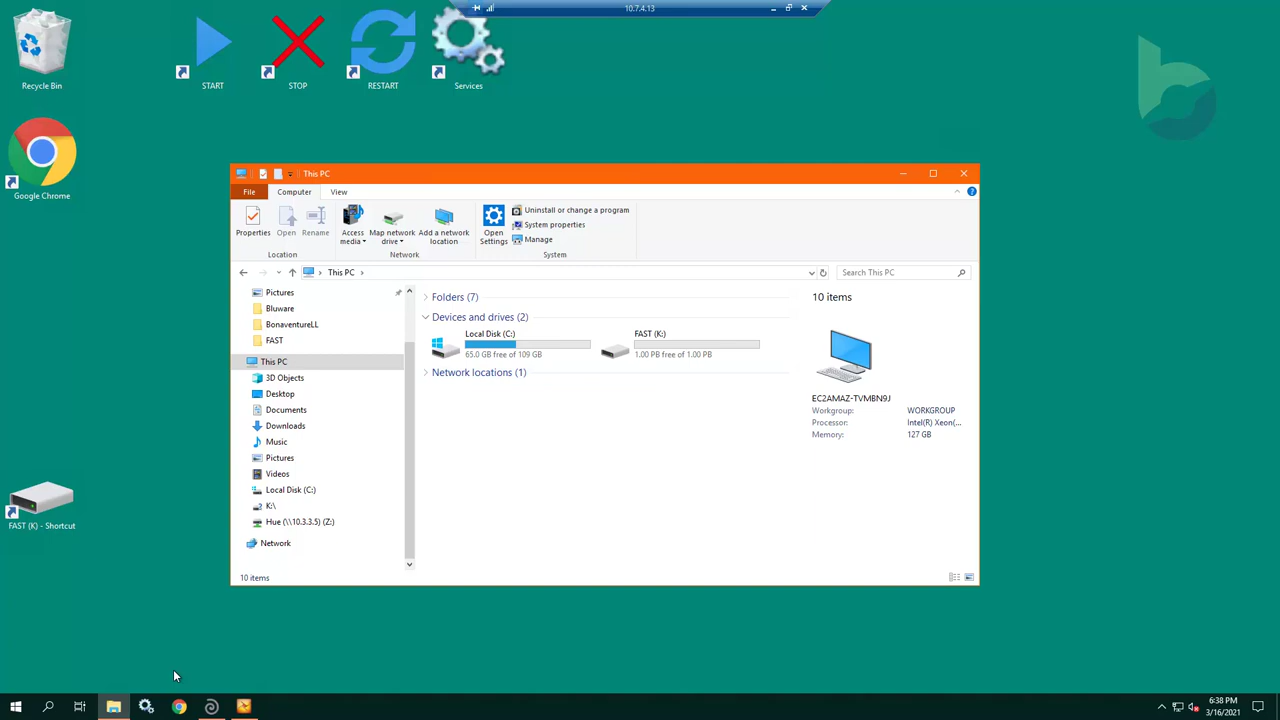 10.7.4.13
Recycle Bin
START
STOP
RESTART
Services
Google Chrome
FAST (K) - Shortcut
This PC
File
Computer
View
Properties
Open
Rename
Access media
Map network drive
Add a network location
Open Settings
Uninstall or change a program
System properties
Manage
Location
Network
System
This PC
Search This PC
Pictures
Bluware
BonaventureLL
FAST
This PC
3D Objects
Desktop
Documents
Downloads
Music
Pictures
Videos
Local Disk (C:)
K:\
Hue (\\10.3.3.5) (Z:)
Network
Folders (7)
Devices and drives (2)
Local Disk (C:)
65.0 GB free of 109 GB
FAST (K:)
1.00 PB free of 1.00 PB
Network locations (1)
10 items
EC2AMAZ-TVMBN9J
Workgroup: WORKGROUP
Processor: Intel(R) Xeon(...
Memory: 127 GB
10 items
6:38 PM
3/16/2021